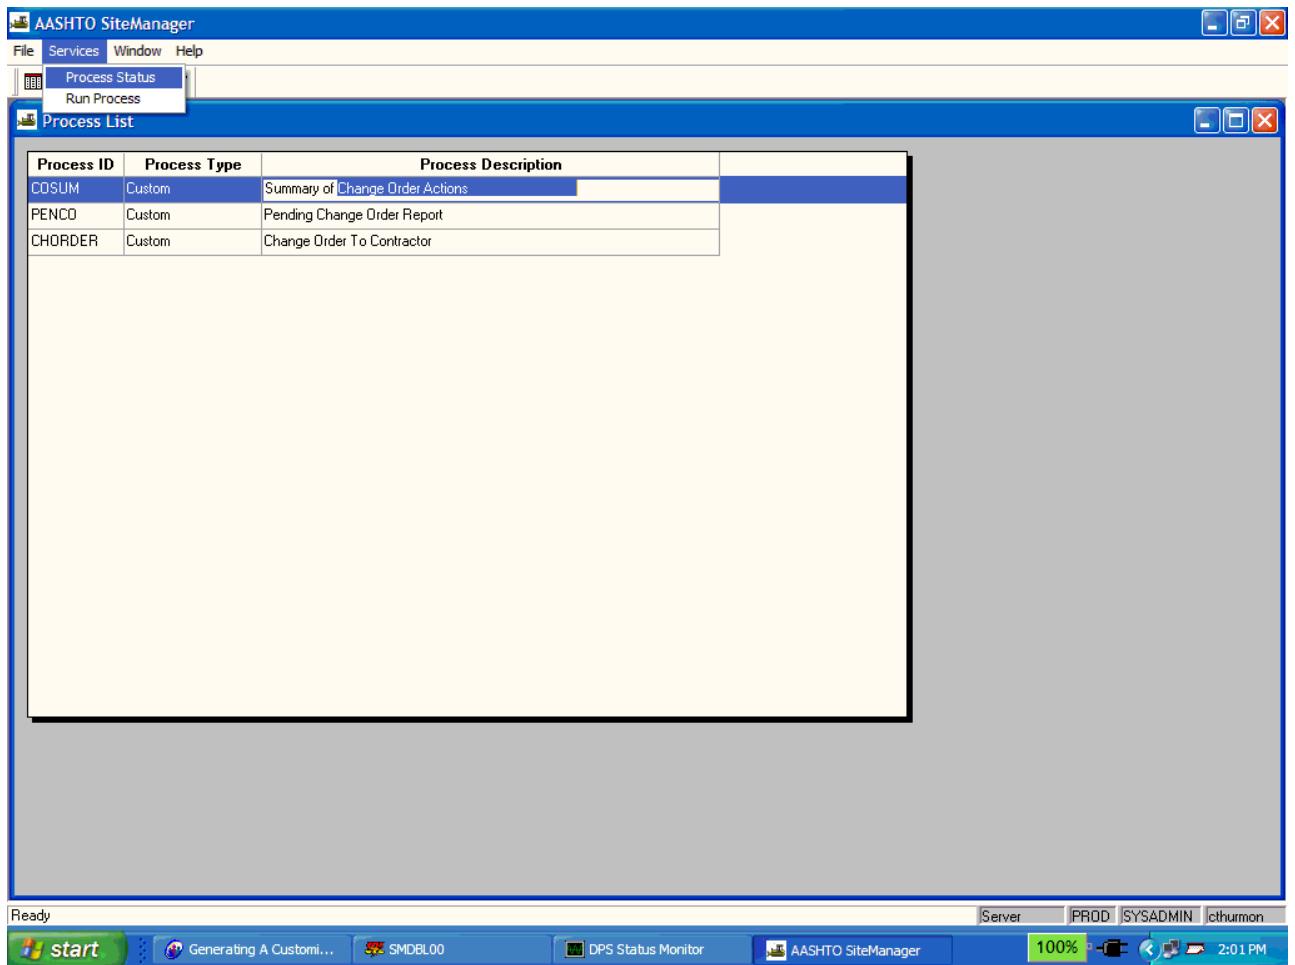 AASHTO SiteManager
File Services Window Help
Process Status
Run Process
Process List
Process ID Process Type Process Description
COSUM Custom Summary of Change Order Actions
PENCO Custom Pending Change Order Report
CHORDER Custom Change Order To Contractor
Ready Server PROD SYSADMIN cthurmon
start Generating A Customi... SMDBL00 DPS Status Monitor AASHTO SiteManager 100% 2:01 PM